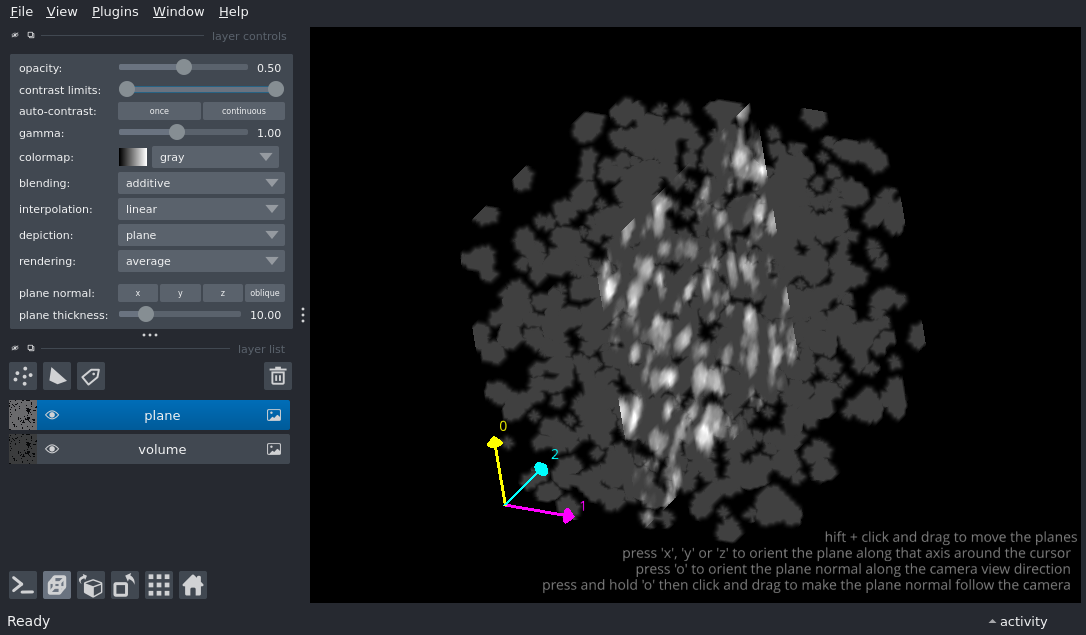 File View Plugins Window Help
layer controls
opacity: 0.50
contrast limits:
auto-contrast: once continuous
gamma: 1.00
colormap: gray
blending: additive
interpolation: linear
depiction: plane
rendering: average
plane normal: x y z oblique
plane thickness: 10.00
layer list
plane
volume
0
2
1
hift + click and drag to move the planes
press 'x', 'y' or 'z' to orient the plane along that axis around the cursor
press 'o' to orient the plane normal along the camera view direction
press and hold 'o' then click and drag to make the plane normal follow the camera
Ready
activity